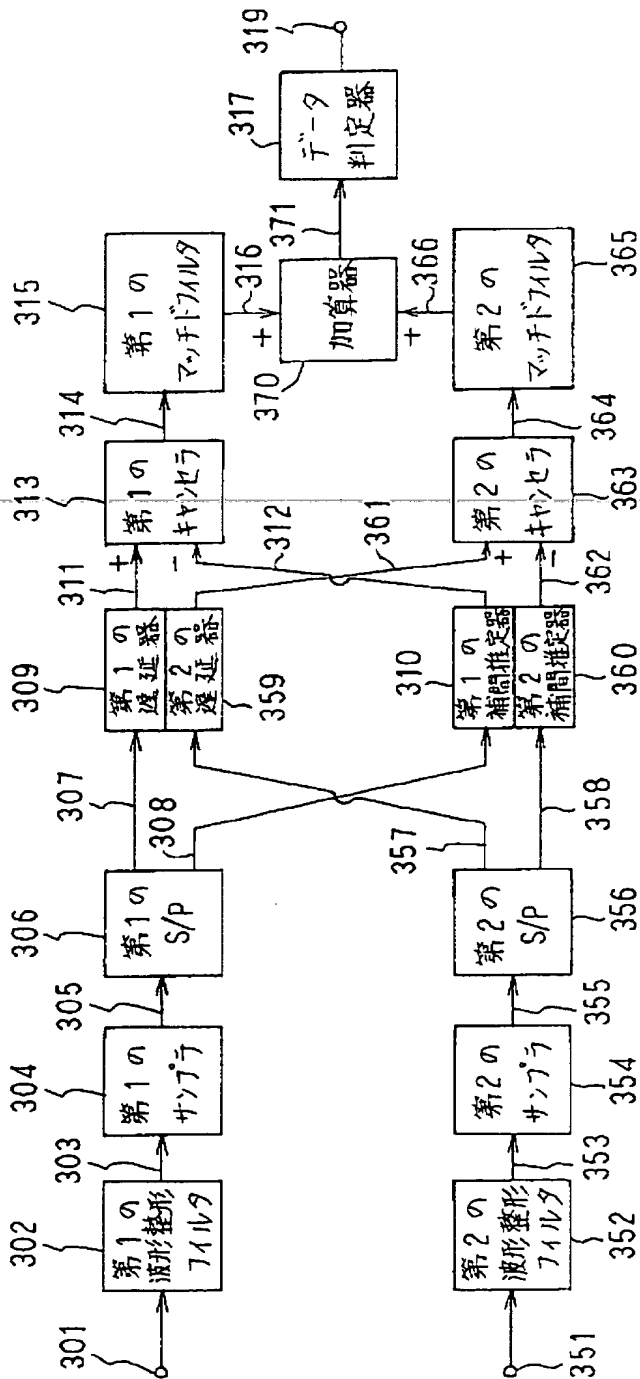 301
302
第1の
波形整形
フィルタ
303
304
第1の
サンプラ
305
306
第1の
S/P
307
308
309
第1の
遅延器
第2の
遅延器
359
311
+
−
312
313
第1の
キャンセラ
314
315
第1の
マッチドフィルタ
316
+
370
加算器
371
317
データ
判定器
319
351
352
第2の
波形整形
フィルタ
353
354
第2の
サンプラ
355
356
第2の
S/P
357
358
310
第1の
補間推定器
第2の
補間推定器
360
361
+
−
362
363
第2の
キャンセラ
364
365
第2の
マッチドフィルタ
366
+